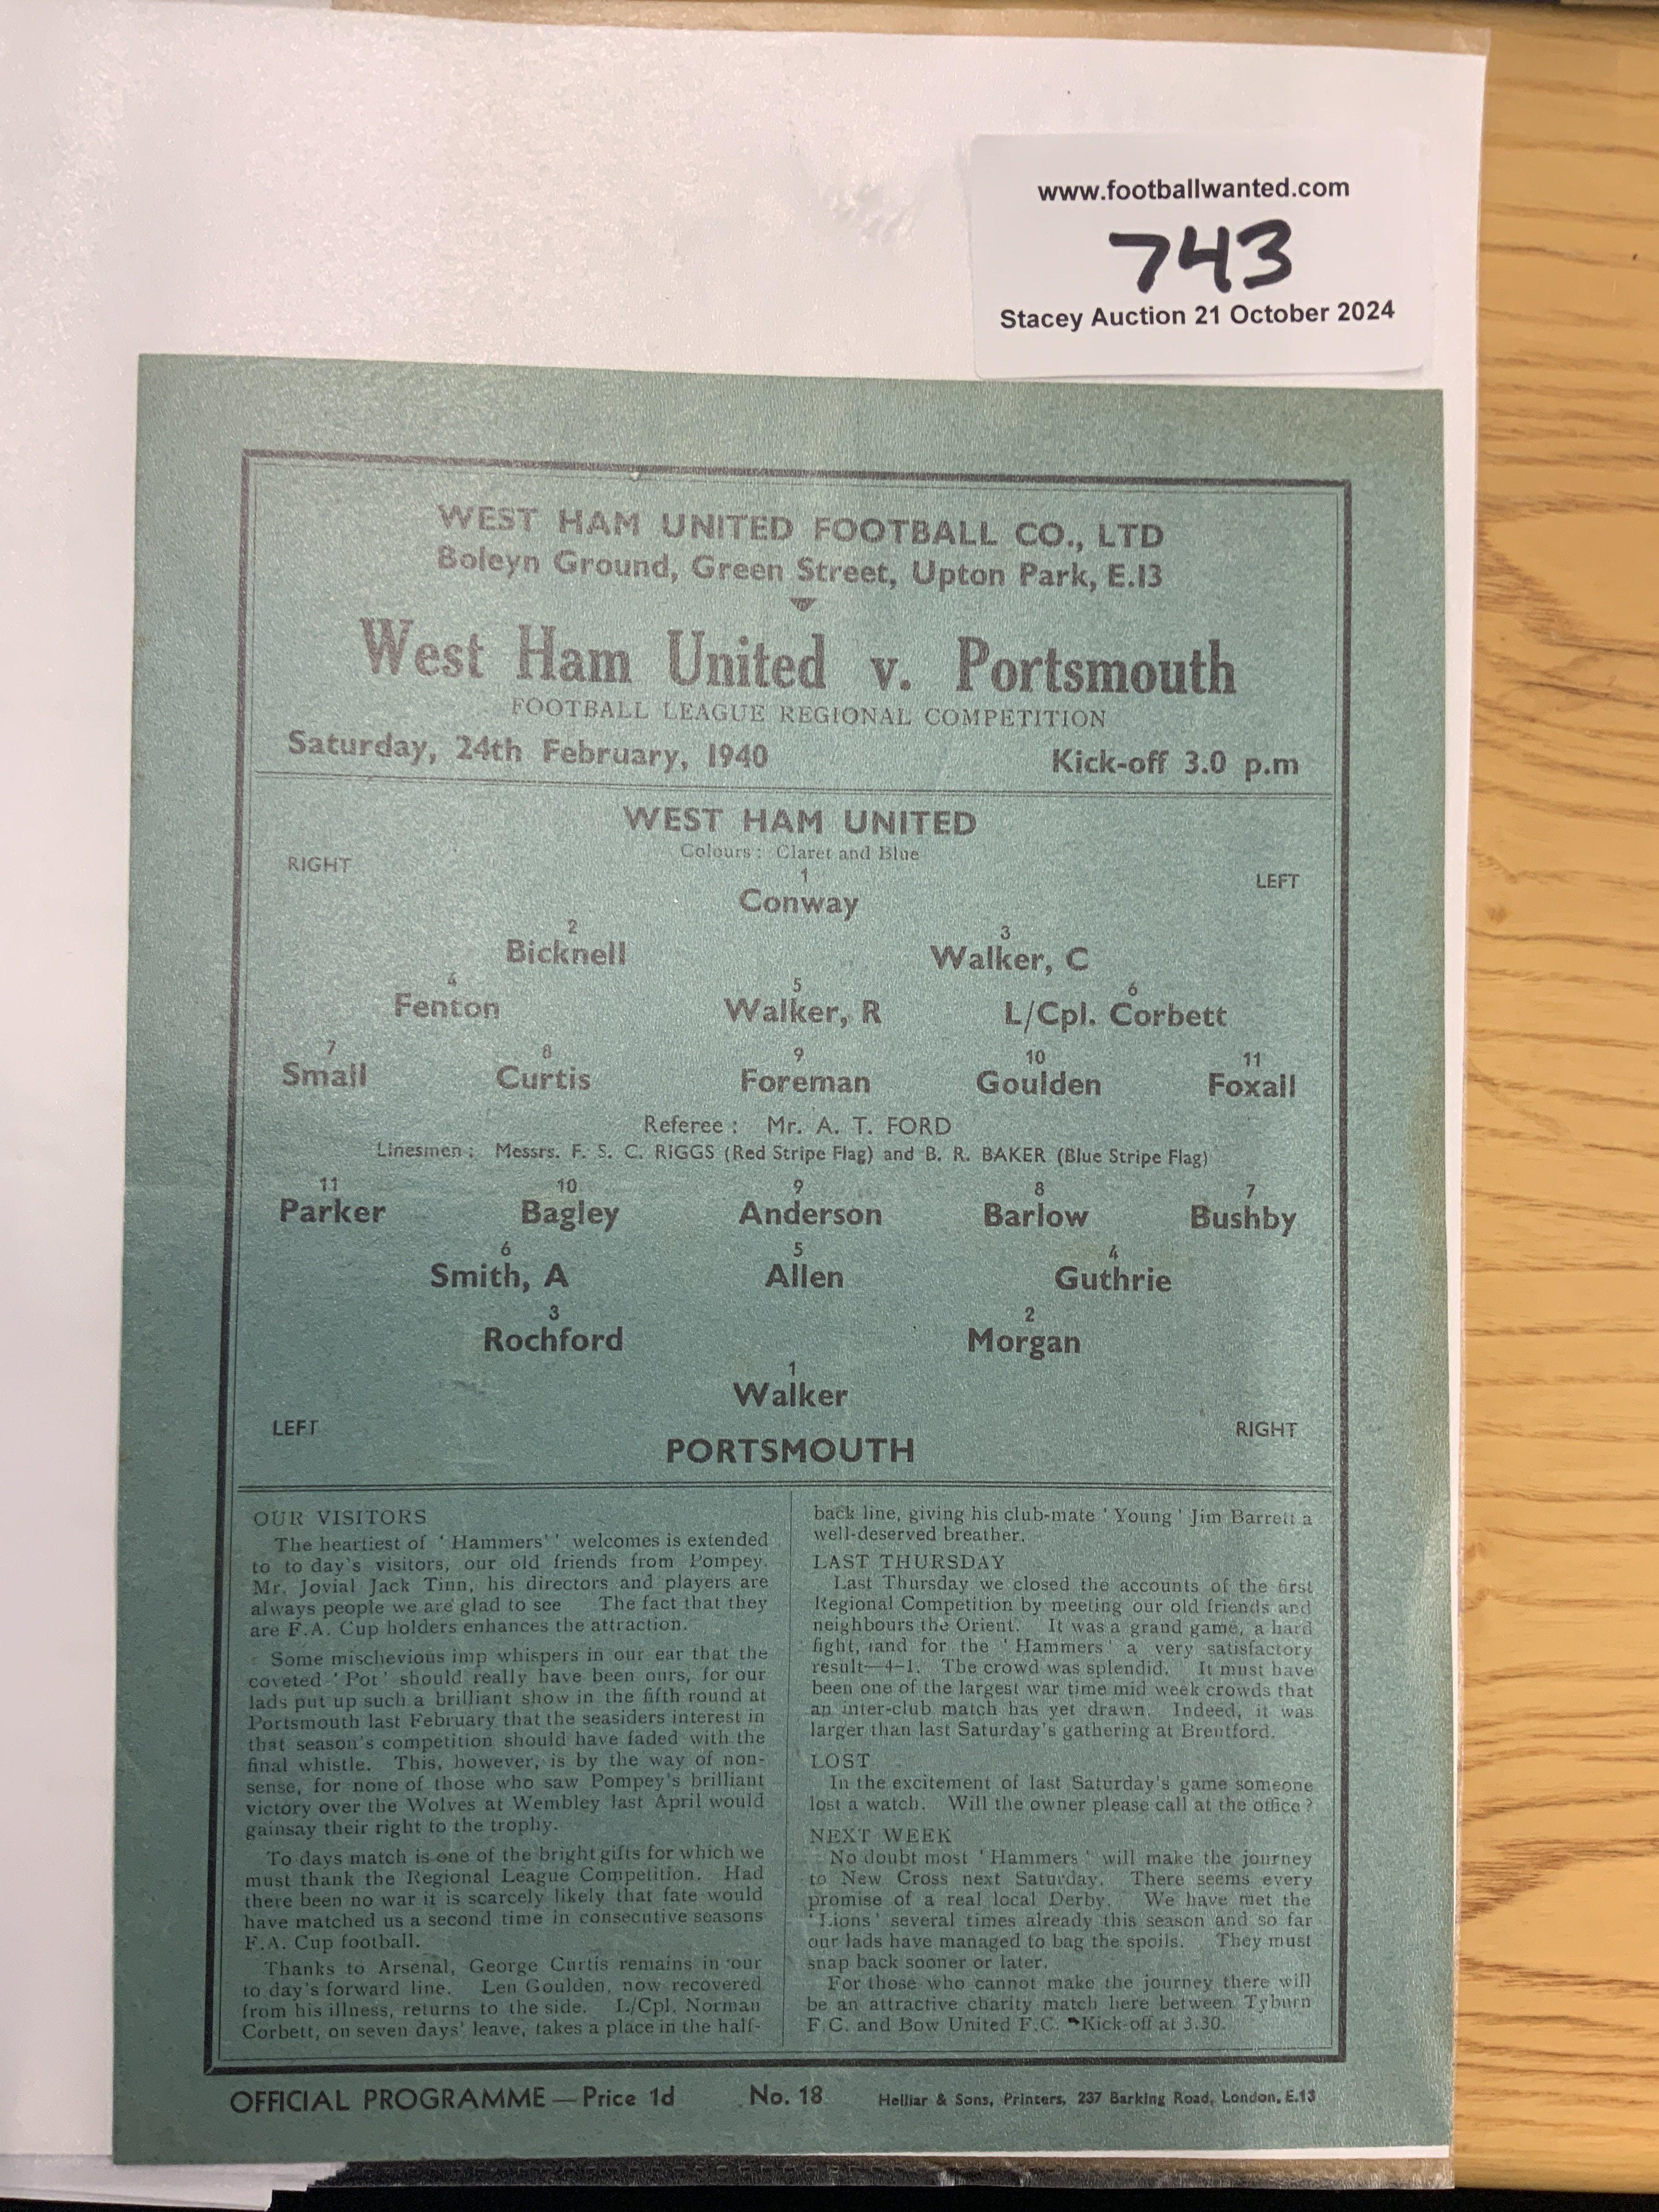 www.footballwanted.com
743
Stacey Auction 21 October 2024
WEST HAM UNITED FOOTBALL CO., LTD
Boleyn Ground, Green Street, Upton Park, E.13
West Ham United v. Portsmouth
FOOTBALL LEAGUE REGIONAL COMPETITION
Saturday, 24th February, 1940 Kick-off 3.0 p.m
WEST HAM UNITED
Colours: Claret and Blue
RIGHT LEFT
1
Conway
2 3
Bicknell Walker, C
4 5 6
Fenton Walker, R L/Cpl. Corbett
7 8 9 10 11
Small Curtis Foreman Goulden Foxall
Referee: Mr. A. T. FORD
Linesmen: Messrs. F. S. C. RIGGS (Red Stripe Flag) and B. R. BAKER (Blue Stripe Flag)
11 10 9 8 7
Parker Bagley Anderson Barlow Bushby
6 5 4
Smith, A Allen Guthrie
3 2
Rochford Morgan
1
Walker
LEFT RIGHT
PORTSMOUTH
OUR VISITORS
The heartiest of 'Hammers'' welcomes is extended
to to day's visitors, our old friends from Pompey.
Mr. Jovial Jack Tinn, his directors and players are
always people we are glad to see The fact that they
are F.A. Cup holders enhances the attraction.
Some mischevious imp whispers in our ear that the
coveted 'Pot' should really have been ours, for our
lads put up such a brilliant show in the fifth round at
Portsmouth last February that the seasiders interest in
that season's competition should have faded with the
final whistle. This, however, is by the way of non-
sense, for none of those who saw Pompey's brilliant
victory over the Wolves at Wembley last April would
gainsay their right to the trophy.
To days match is one of the bright gifts for which we
must thank the Regional League Competition. Had
there been no war it is scarcely likely that fate would
have matched us a second time in consecutive seasons
F.A. Cup football.
Thanks to Arsenal, George Curtis remains in our
to day's forward line. Len Goulden, now recovered
from his illness, returns to the side. L/Cpl. Norman
Corbett, on seven days' leave, takes a place in the half-
back line, giving his club-mate 'Young' Jim Barrett a
well-deserved breather.
LAST THURSDAY
Last Thursday we closed the accounts of the first
Regional Competition by meeting our old friends and
neighbours the Orient. It was a grand game, a hard
fight, and for the 'Hammers' a very satisfactory
result—4-1. The crowd was splendid. It must have
been one of the largest war time mid week crowds that
an inter-club match has yet drawn. Indeed, it was
larger than last Saturday's gathering at Brentford.
LOST
In the excitement of last Saturday's game someone
lost a watch. Will the owner please call at the office?
NEXT WEEK
No doubt most 'Hammers' will make the journey
to New Cross next Saturday. There seems every
promise of a real local Derby. We have met the
'Lions' several times already this season and so far
our lads have managed to bag the spoils. They must
snap back sooner or later.
For those who cannot make the journey there will
be an attractive charity match here between Tyburn
F.C. and Bow United F.C. Kick-off at 3.30.
OFFICIAL PROGRAMME — Price 1d No. 18 Helliar & Sons, Printers, 237 Barking Road, London, E.13